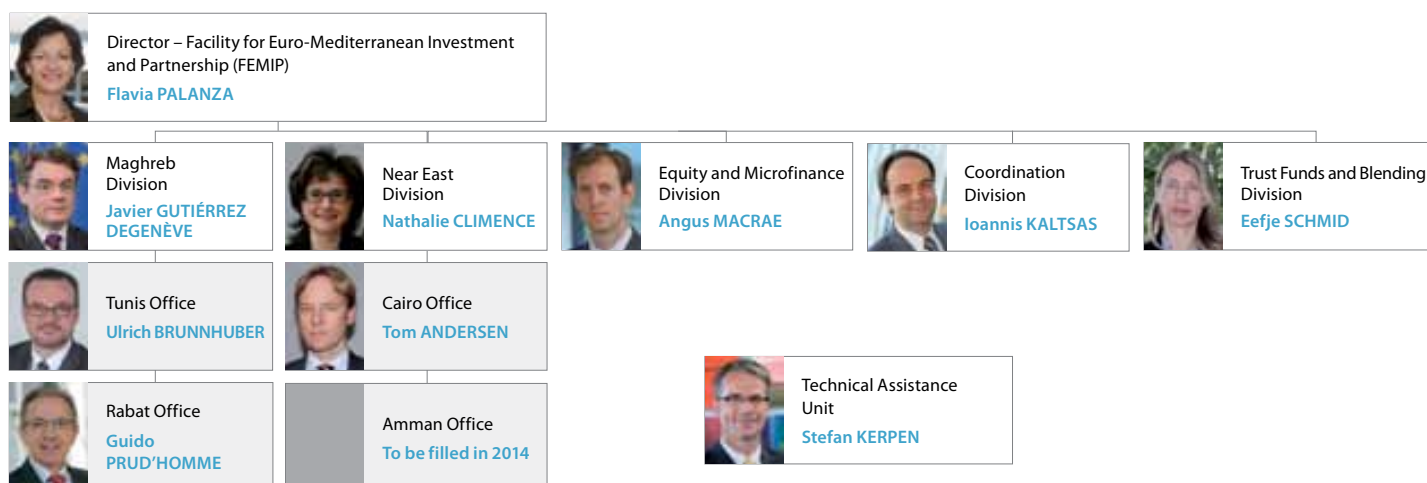 Director – Facility for Euro-Mediterranean Investment
and Partnership (FEMIP)
Flavia PALANZA
Maghreb
Division
Javier GUTIÉRREZ
DEGENÈVE
Near East
Division
Nathalie CLIMENCE
Equity and Microfinance
Division
Angus MACRAE
Coordination
Division
Ioannis KALTSAS
Trust Funds and Blending
Division
Eefje SCHMID
Tunis Office
Ulrich BRUNNHUBER
Cairo Office
Tom ANDERSEN
Rabat Office
Guido
PRUD'HOMME
Amman Office
To be filled in 2014
Technical Assistance
Unit
Stefan KERPEN